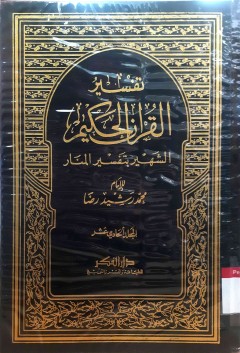 تفسير
القرآن الحكيم
الشهير بتفسير المنار
للإمام
محمد رشيد رضا
المجلد الحادي عشر
دار الفكر